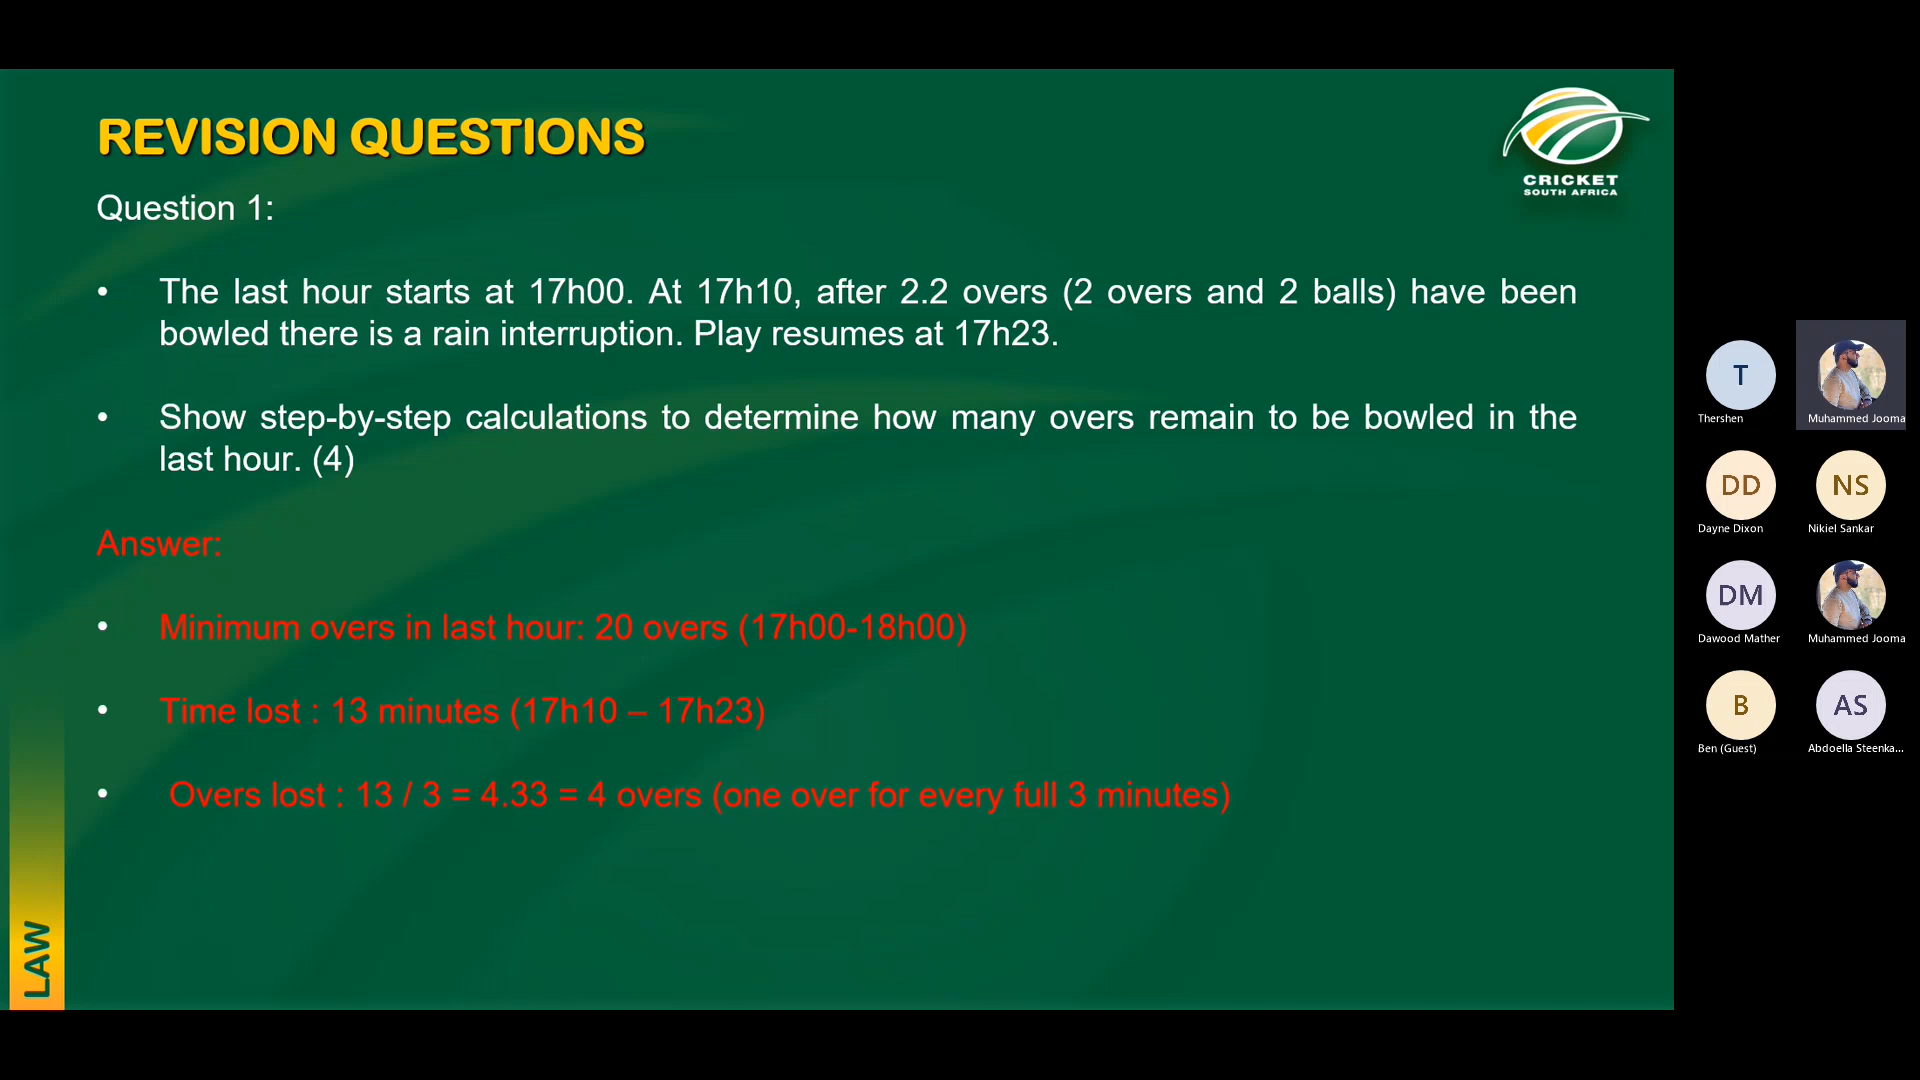 REVISION QUESTIONS
CRICKET
SOUTH AFRICA
Question 1:
• The last hour starts at 17h00. At 17h10, after 2.2 overs (2 overs and 2 balls) have been
bowled there is a rain interruption. Play resumes at 17h23.
• Show step-by-step calculations to determine how many overs remain to be bowled in the
last hour. (4)
Answer:
• Minimum overs in last hour: 20 overs (17h00-18h00)
• Time lost : 13 minutes (17h10 – 17h23)
• Overs lost : 13 / 3 = 4.33 = 4 overs (one over for every full 3 minutes)
LAW
T
Thershen
Muhammed Jooma
DD
Dayne Dixon
NS
Nikiel Sankar
DM
Dawood Mather
Muhammed Jooma
B
Ben (Guest)
AS
Abdoella Steenka...